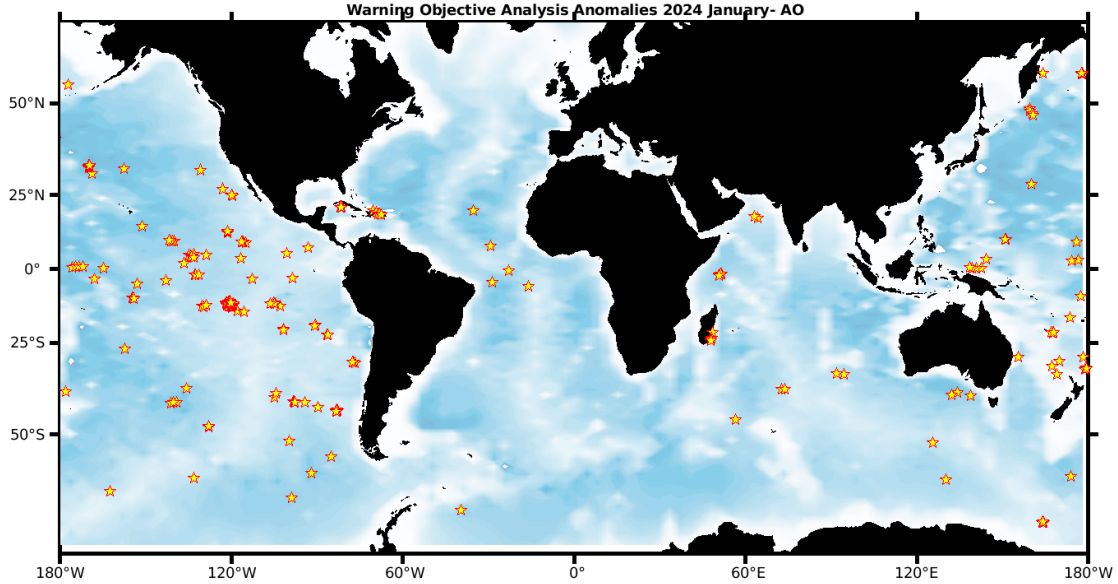 Warning Objective Analysis Anomalies 2024 January- AO
50°N
25°N
0°
25°S
50°S
180°W 120°W 60°W 0° 60°E 120°W 180°W